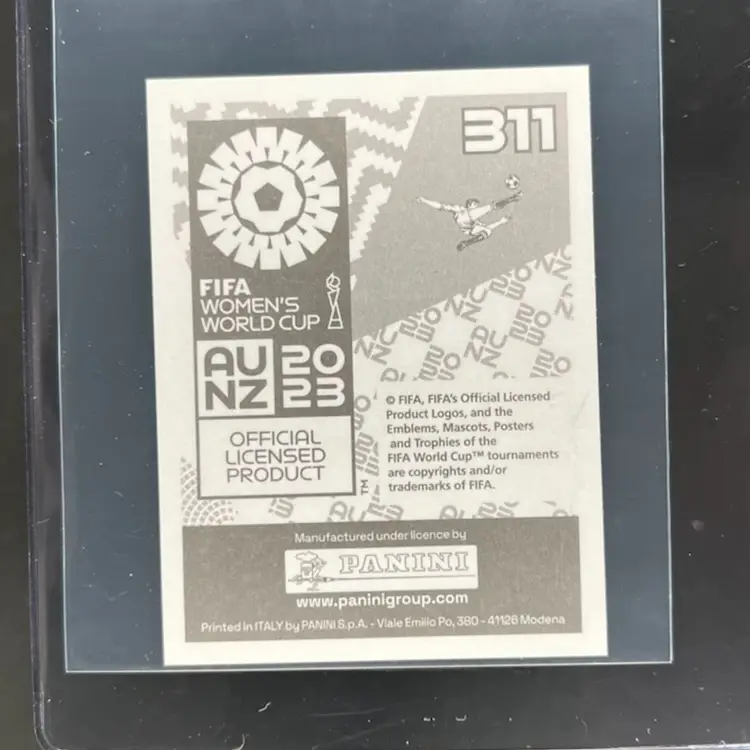 311
FIFA
WOMEN'S
WORLD CUP
AU 20
NZ 23
OFFICIAL
LICENSED
PRODUCT
TM
© FIFA, FIFA's Official Licensed
Product Logos, and the
Emblems, Mascots, Posters
and Trophies of the
FIFA World Cup™ tournaments
are copyrights and/or
trademarks of FIFA.
Manufactured under licence by
PANINI
www.paninigroup.com
Printed in ITALY by PANINI S.p.A. - Viale Emilio Po, 380 - 41126 Modena